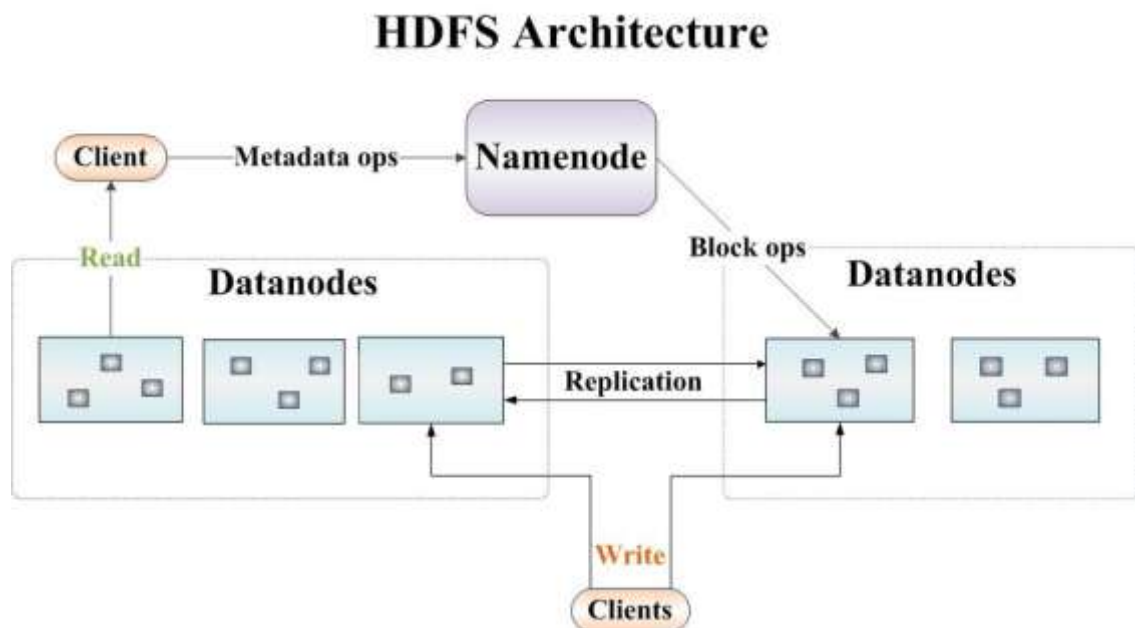 HDFS Architecture
Client
Metadata ops
Namenode
Read
Block ops
Datanodes
Datanodes
Replication
Write
Clients